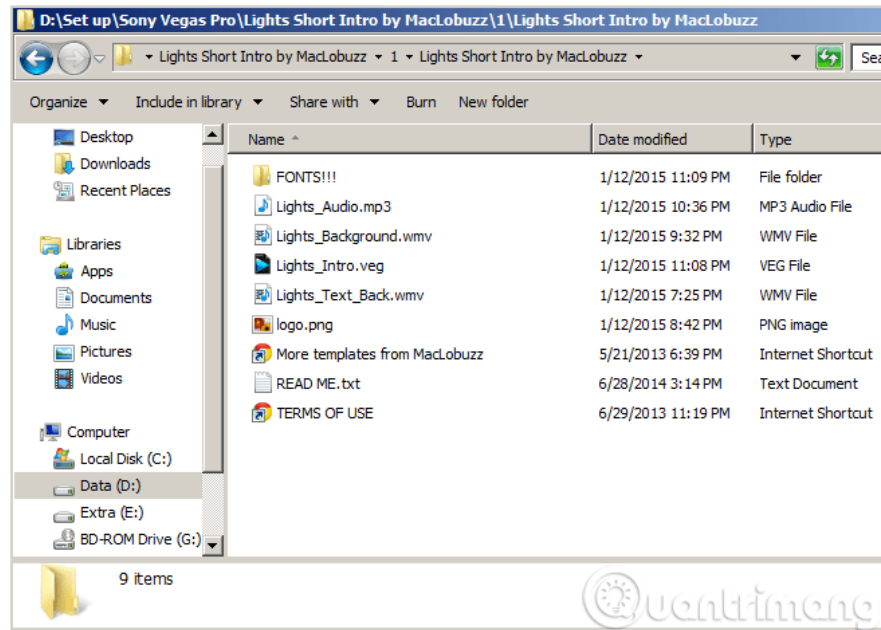 D:\Set up\Sony Vegas Pro\Lights Short Intro by MacLobuzz\1\Lights Short Intro by MacLobuzz
Lights Short Intro by MacLobuzz 1 Lights Short Intro by MacLobuzz Sea
Organize Include in library Share with Burn New folder
Desktop
Downloads
Recent Places
Libraries
Apps
Documents
Music
Pictures
Videos
Computer
Local Disk (C:)
Data (D:)
Extra (E:)
BD-ROM Drive (G:)
Name Date modified Type
FONTS!!! 1/12/2015 11:09 PM File folder
Lights_Audio.mp3 1/12/2015 10:36 PM MP3 Audio File
Lights_Background.wmv 1/12/2015 9:32 PM WMV File
Lights_Intro.veg 1/12/2015 11:08 PM VEG File
Lights_Text_Back.wmv 1/12/2015 7:25 PM WMV File
logo.png 1/12/2015 8:42 PM PNG image
More templates from MacLobuzz 5/21/2013 6:39 PM Internet Shortcut
READ ME.txt 6/28/2014 3:14 PM Text Document
TERMS OF USE 6/29/2013 11:19 PM Internet Shortcut
9 items
Quantrimang